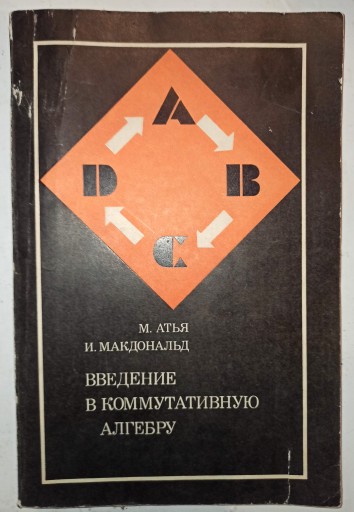 A
D B
C
М. АТЬЯ
И. МАКДОНАЛЬД
ВВЕДЕНИЕ
В КОММУТАТИВНУЮ
АЛГЕБРУ